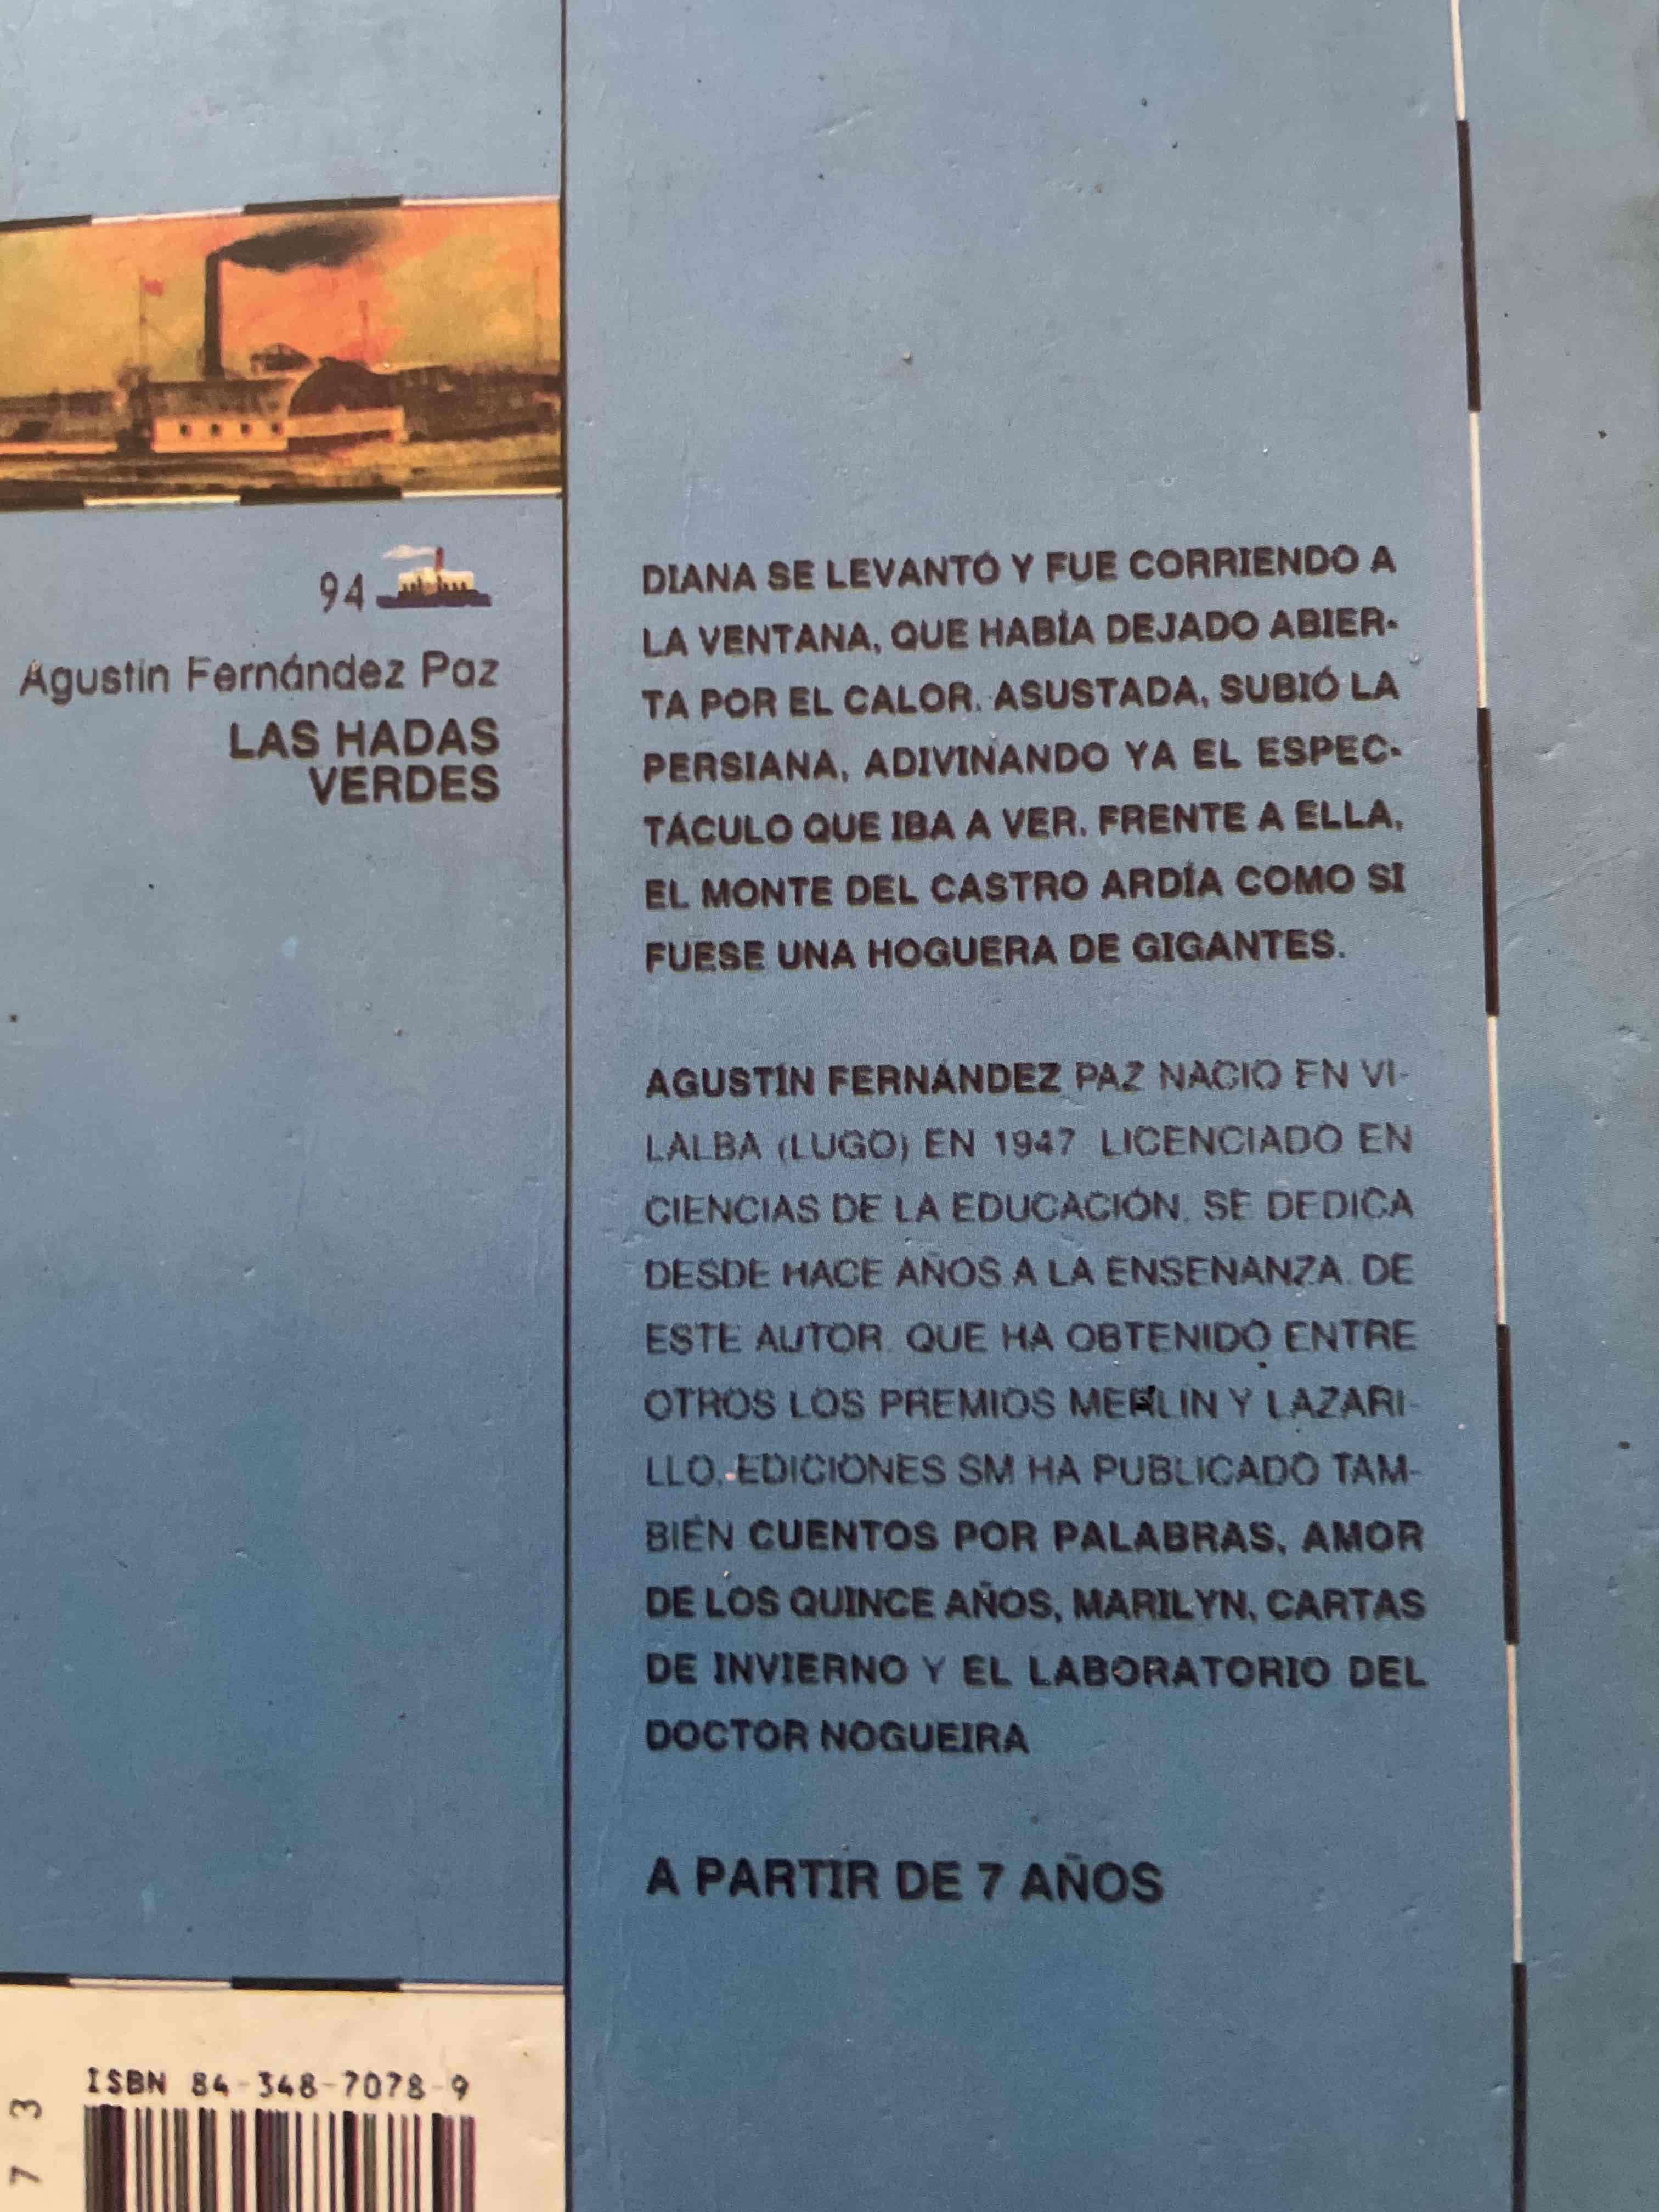 94
Agustín Fernández Paz
LAS HADAS
VERDES
DIANA SE LEVANTÓ Y FUE CORRIENDO A
LA VENTANA, QUE HABÍA DEJADO ABIER-
TA POR EL CALOR. ASUSTADA, SUBIÓ LA
PERSIANA, ADIVINANDO YA EL ESPEC-
TÁCULO QUE IBA A VER. FRENTE A ELLA,
EL MONTE DEL CASTRO ARDÍA COMO SI
FUESE UNA HOGUERA DE GIGANTES.
AGUSTÍN FERNÁNDEZ PAZ NACIÓ EN VI-
LALBA (LUGO) EN 1947. LICENCIADO EN
CIENCIAS DE LA EDUCACIÓN, SE DEDICA
DESDE HACE AÑOS A LA ENSEÑANZA. DE
ESTE AUTOR, QUE HA OBTENIDO ENTRE
OTROS LOS PREMIOS MERLÍN Y LAZARI-
LLO, EDICIONES SM HA PUBLICADO TAM-
BIÉN CUENTOS POR PALABRAS, AMOR
DE LOS QUINCE AÑOS, MARILYN, CARTAS
DE INVIERNO Y EL LABORATORIO DEL
DOCTOR NOGUEIRA
A PARTIR DE 7 AÑOS
ISBN 84-348-7078-9
7 3